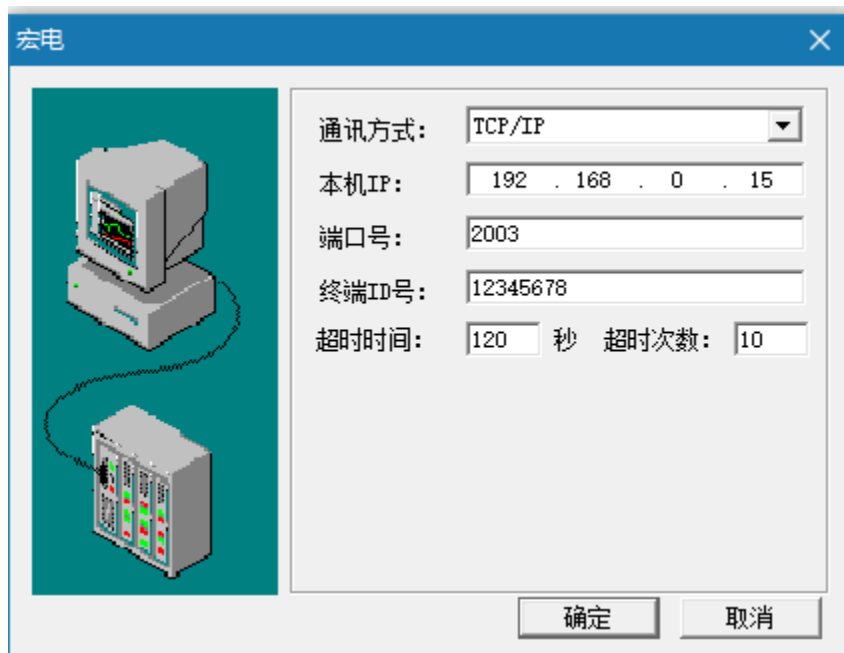 宏电
通讯方式： TCP/IP
本机IP： 192 . 168 . 0 . 15
端口号： 2003
终端ID号： 12345678
超时时间： 120 秒 超时次数： 10
确定 取消